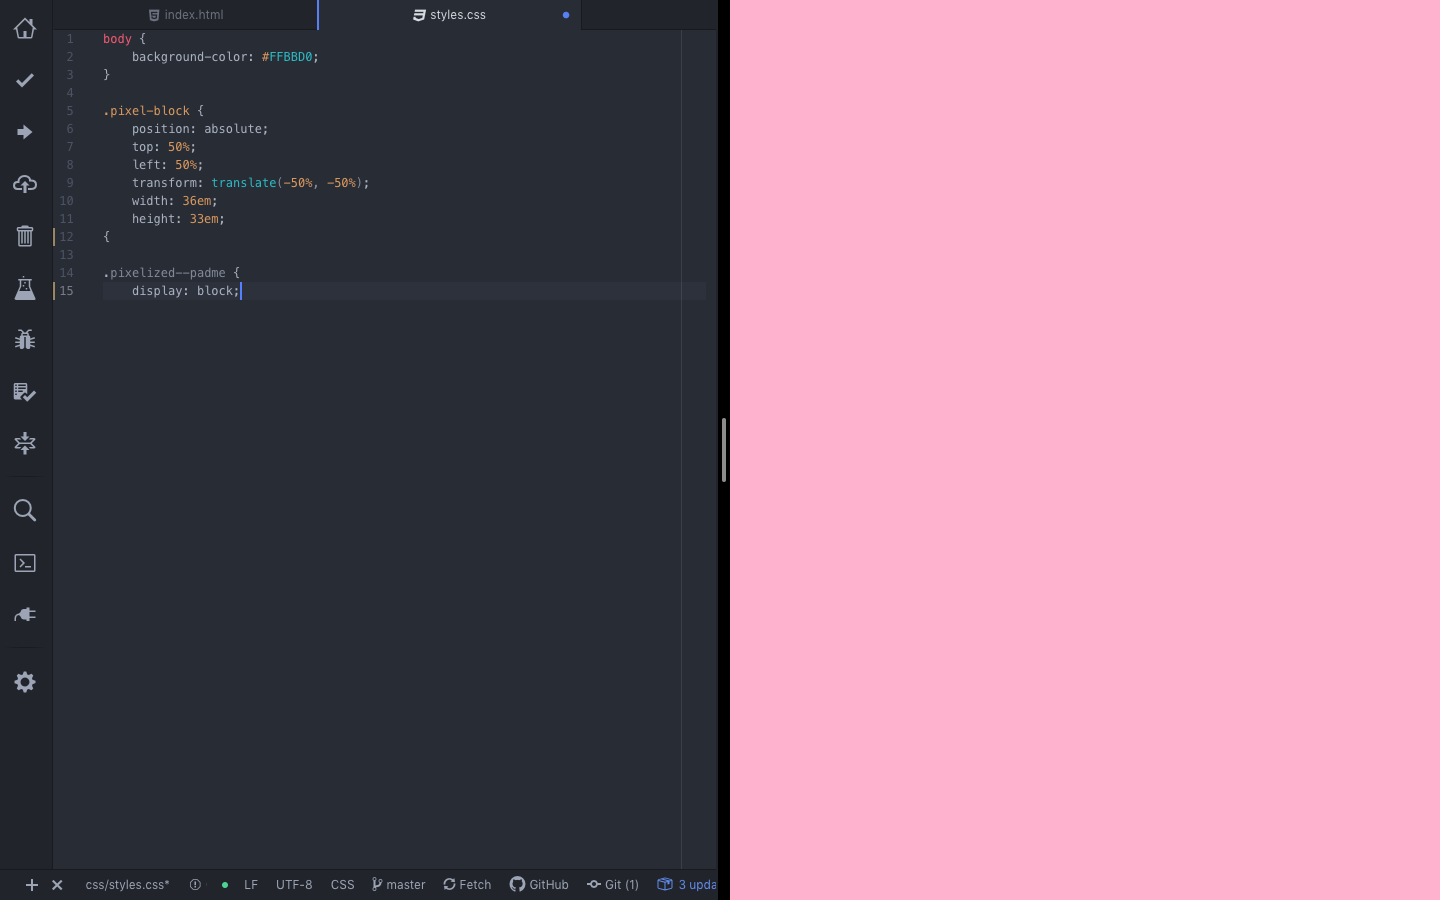 index.html
styles.css
1 body {
2 background-color: #FFBBD0;
3 }
4
5 .pixel-block {
6 position: absolute;
7 top: 50%;
8 left: 50%;
9 transform: translate(-50%, -50%);
10 width: 36em;
11 height: 33em;
12 {
13
14 .pixelized--padme {
15 display: block;
css/styles.css* LF UTF-8 CSS master Fetch GitHub Git (1) 3 upda